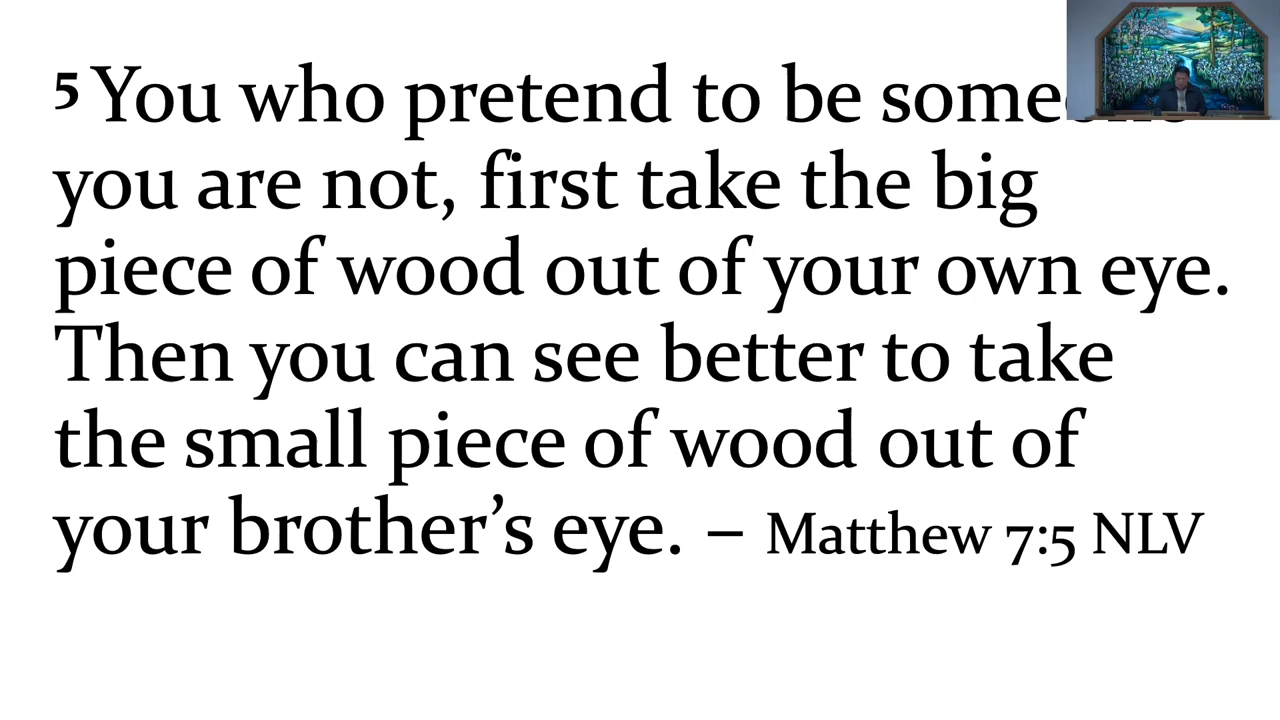 5 You who pretend to be someone
you are not, first take the big
piece of wood out of your own eye.
Then you can see better to take
the small piece of wood out of
your brother’s eye. – Matthew 7:5 NLV